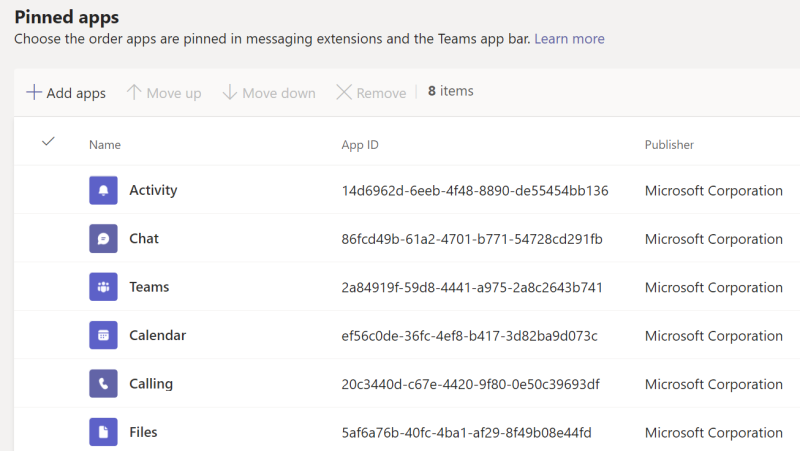 Pinned apps
Choose the order apps are pinned in messaging extensions and the Teams app bar. Learn more
Add apps Move up Move down Remove 8 items
Name App ID Publisher
Activity 14d6962d-6eeb-4f48-8890-de55454bb136 Microsoft Corporation
Chat 86fcd49b-61a2-4701-b771-54728cd291fb Microsoft Corporation
Teams 2a84919f-59d8-4441-a975-2a8c2643b741 Microsoft Corporation
Calendar ef56c0de-36fc-4ef8-b417-3d82ba9d073c Microsoft Corporation
Calling 20c3440d-c67e-4420-9f80-0e50c39693df Microsoft Corporation
Files 5af6a76b-40fc-4ba1-af29-8f49b08e44fd Microsoft Corporation